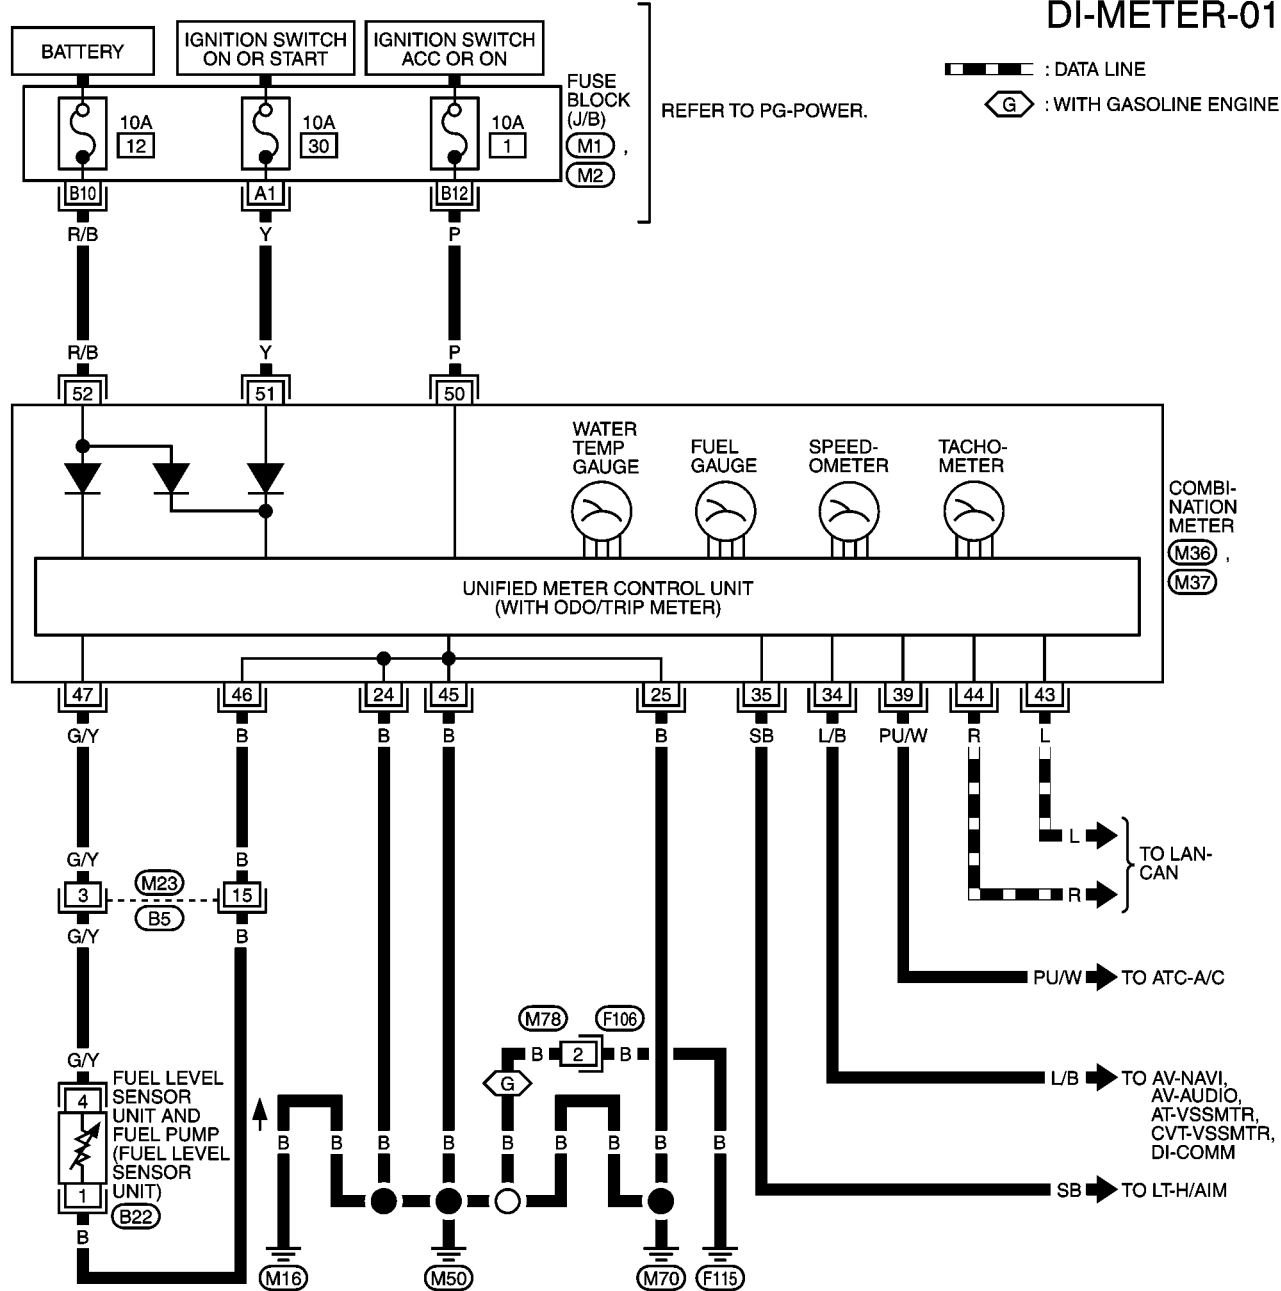 DI-METER-01
: DATA LINE
G : WITH GASOLINE ENGINE
BATTERY
IGNITION SWITCH
ON OR START
IGNITION SWITCH
ACC OR ON
FUSE
BLOCK
(J/B)
M1 ,
M2
REFER TO PG-POWER.
10A
12
10A
30
10A
1
B10 A1 B12
R/B Y P
R/B Y P
52 51 50
WATER
TEMP
GAUGE
FUEL
GAUGE
SPEED-
OMETER
TACHO-
METER
COMBI-
NATION
METER
M36 ,
M37
UNIFIED METER CONTROL UNIT
(WITH ODO/TRIP METER)
47 46 24 45 25 35 34 39 44 43
G/Y B B B B SB L/B PU/W R L
L
R
TO LAN-
CAN
G/Y B
3 M23 15
B5
G/Y B
PU/W TO ATC-A/C
M78 F106
B 2 B
G
L/B TO AV-NAVI,
AV-AUDIO,
AT-VSSMTR,
CVT-VSSMTR,
DI-COMM
G/Y
4
FUEL LEVEL
SENSOR
UNIT AND
FUEL PUMP
(FUEL LEVEL
SENSOR
UNIT)
1
B22
B
B B B B B B B B B
SB TO LT-H/AIM
M16 M50 M70 F115